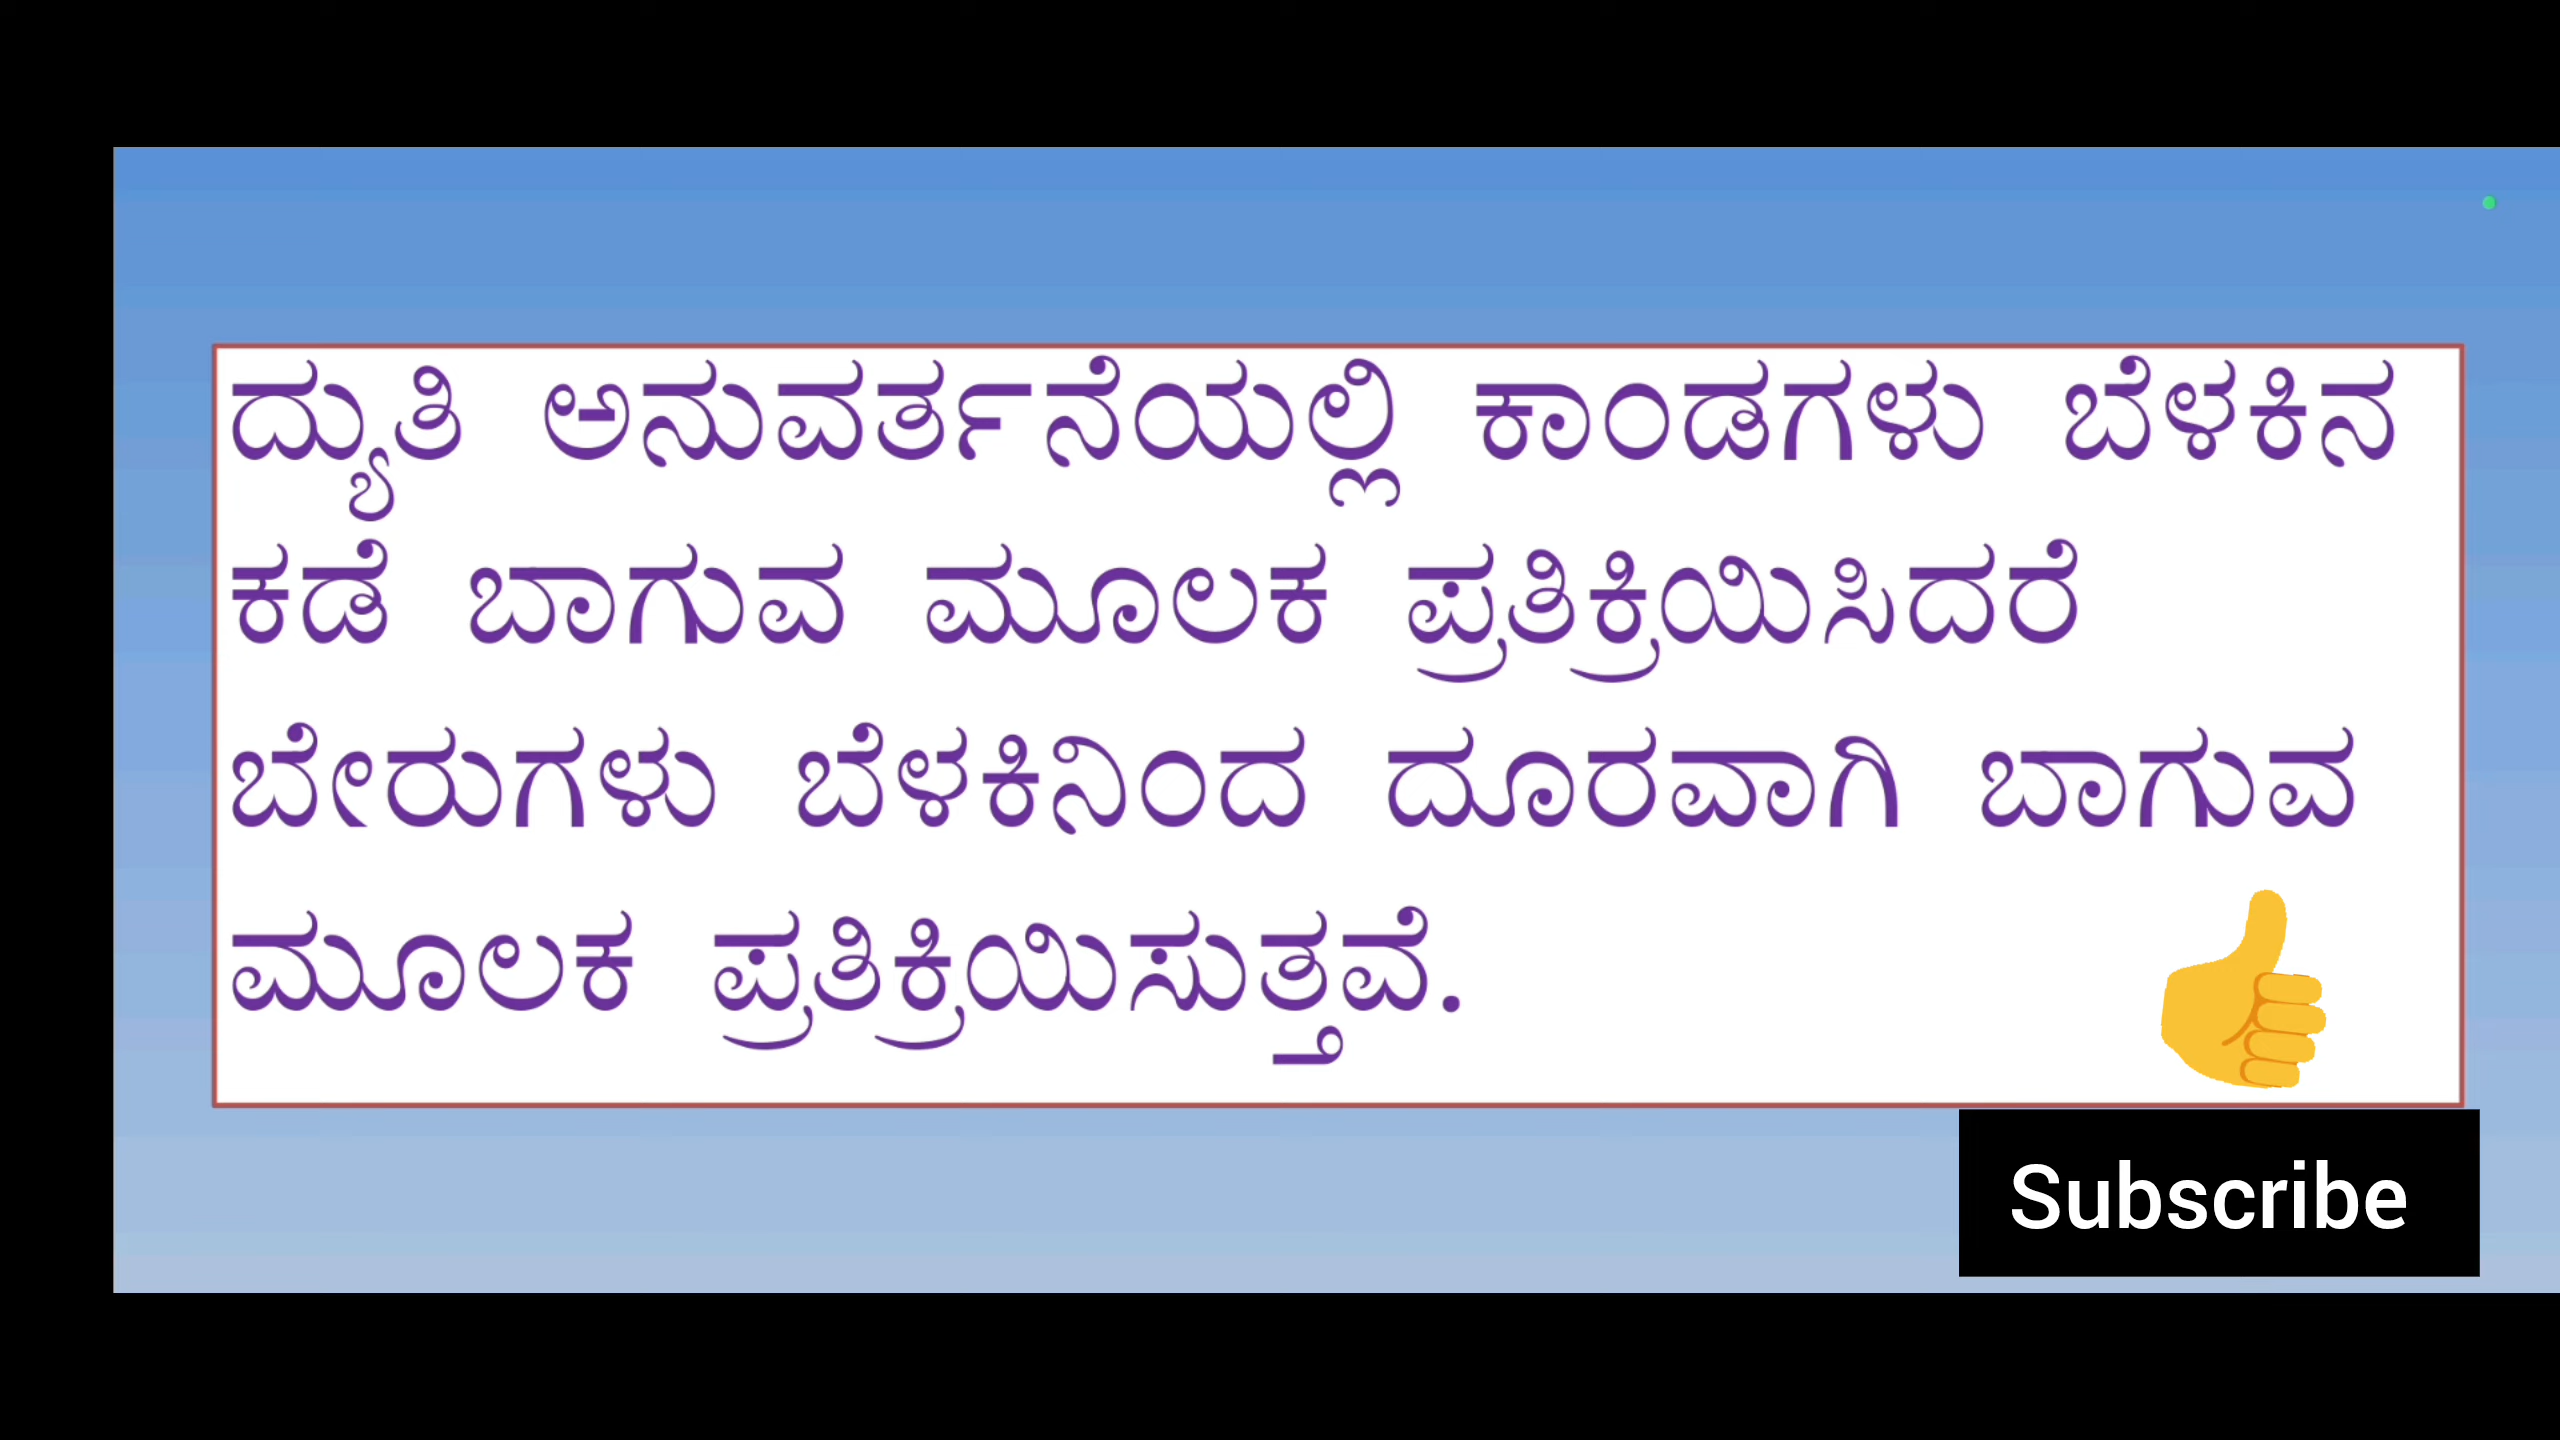 ದ್ಯುತಿ ಅನುವರ್ತನೆಯಲ್ಲಿ ಕಾಂಡಗಳು ಬೆಳಕಿನ
ಕಡೆ ಬಾಗುವ ಮೂಲಕ ಪ್ರತಿಕ್ರಿಯಿಸಿದರೆ
ಬೇರುಗಳು ಬೆಳಕಿನಿಂದ ದೂರವಾಗಿ ಬಾಗುವ
ಮೂಲಕ ಪ್ರತಿಕ್ರಿಯಿಸುತ್ತವೆ.
Subscribe